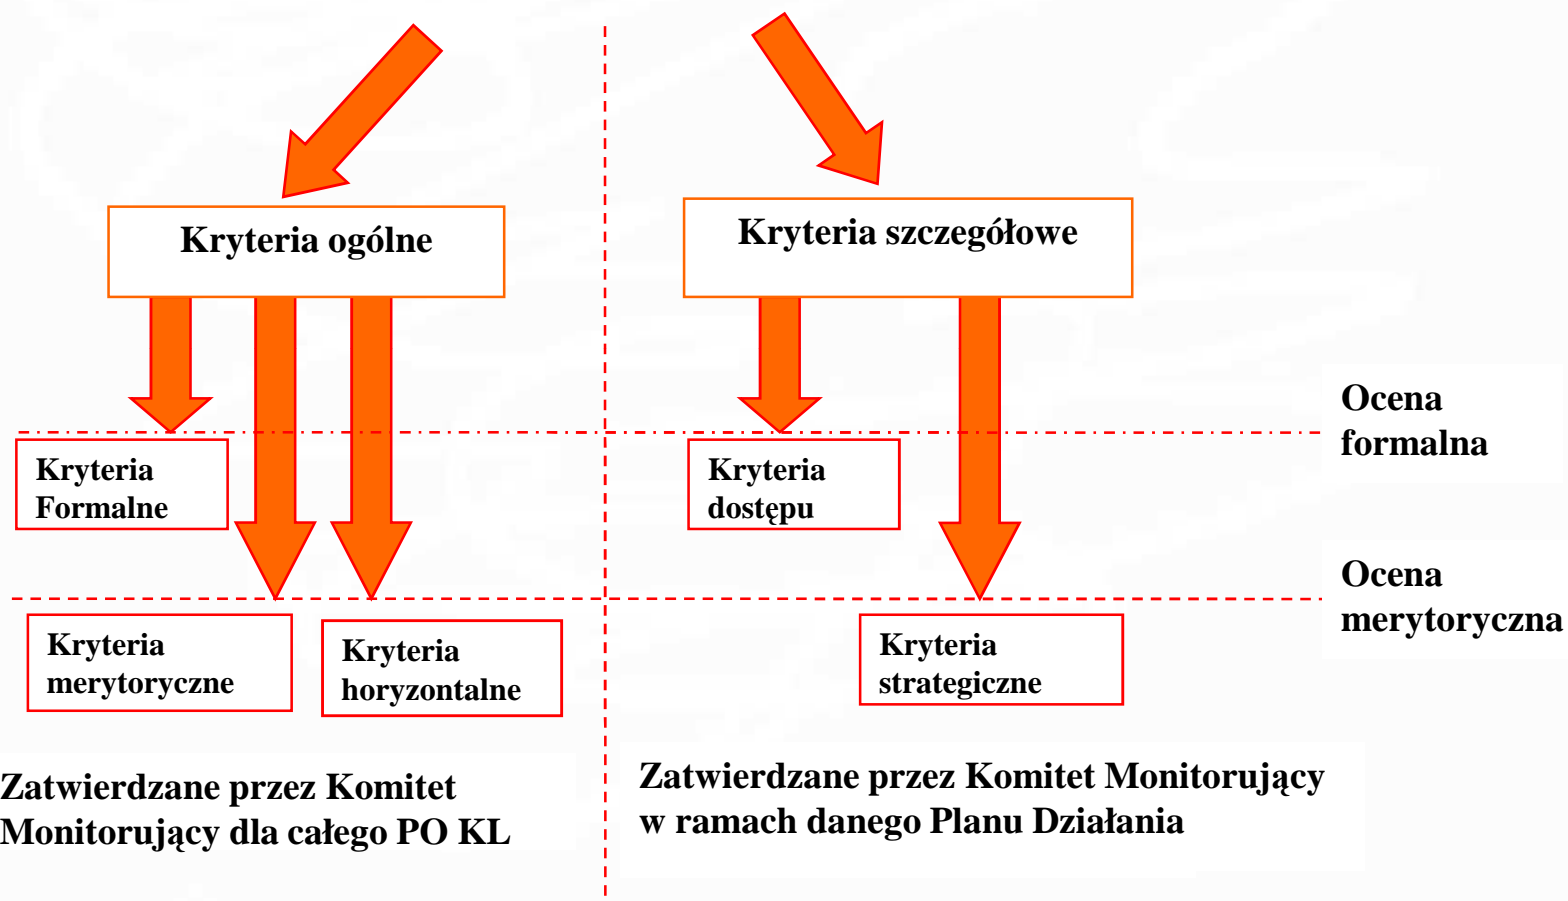 Kryteria ogólne
Kryteria szczegółowe
Ocena
formalna
Kryteria
Formalne
Kryteria
dostępu
Ocena
merytoryczna
Kryteria
merytoryczne
Kryteria
horyzontalne
Kryteria
strategiczne
Zatwierdzane przez Komitet
Monitorujący dla całego PO KL
Zatwierdzane przez Komitet Monitorujący
w ramach danego Planu Działania